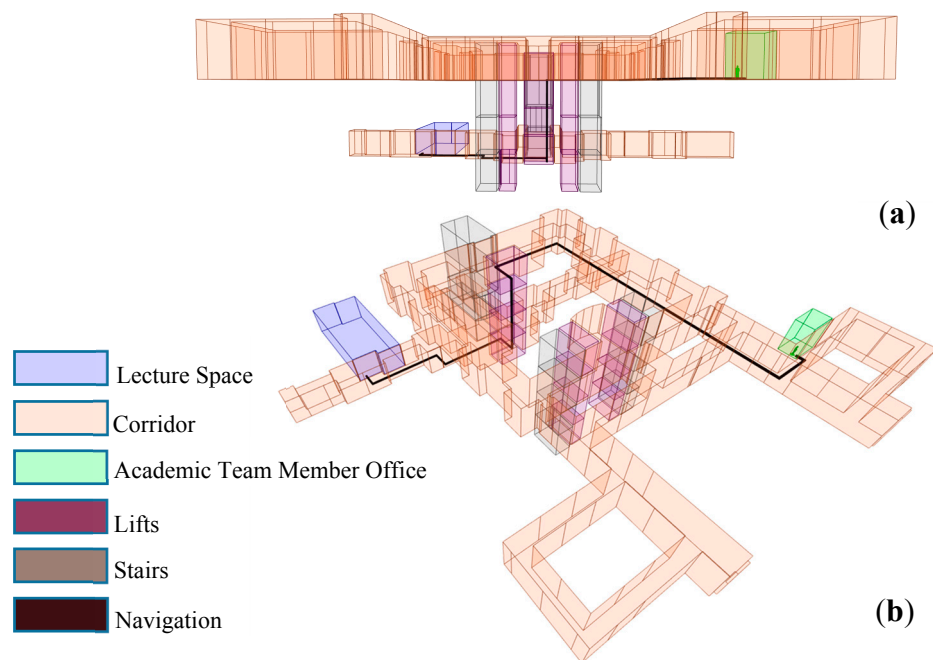 (a)
Lecture Space
Corridor
Academic Team Member Office
Lifts
Stairs
Navigation
(b)